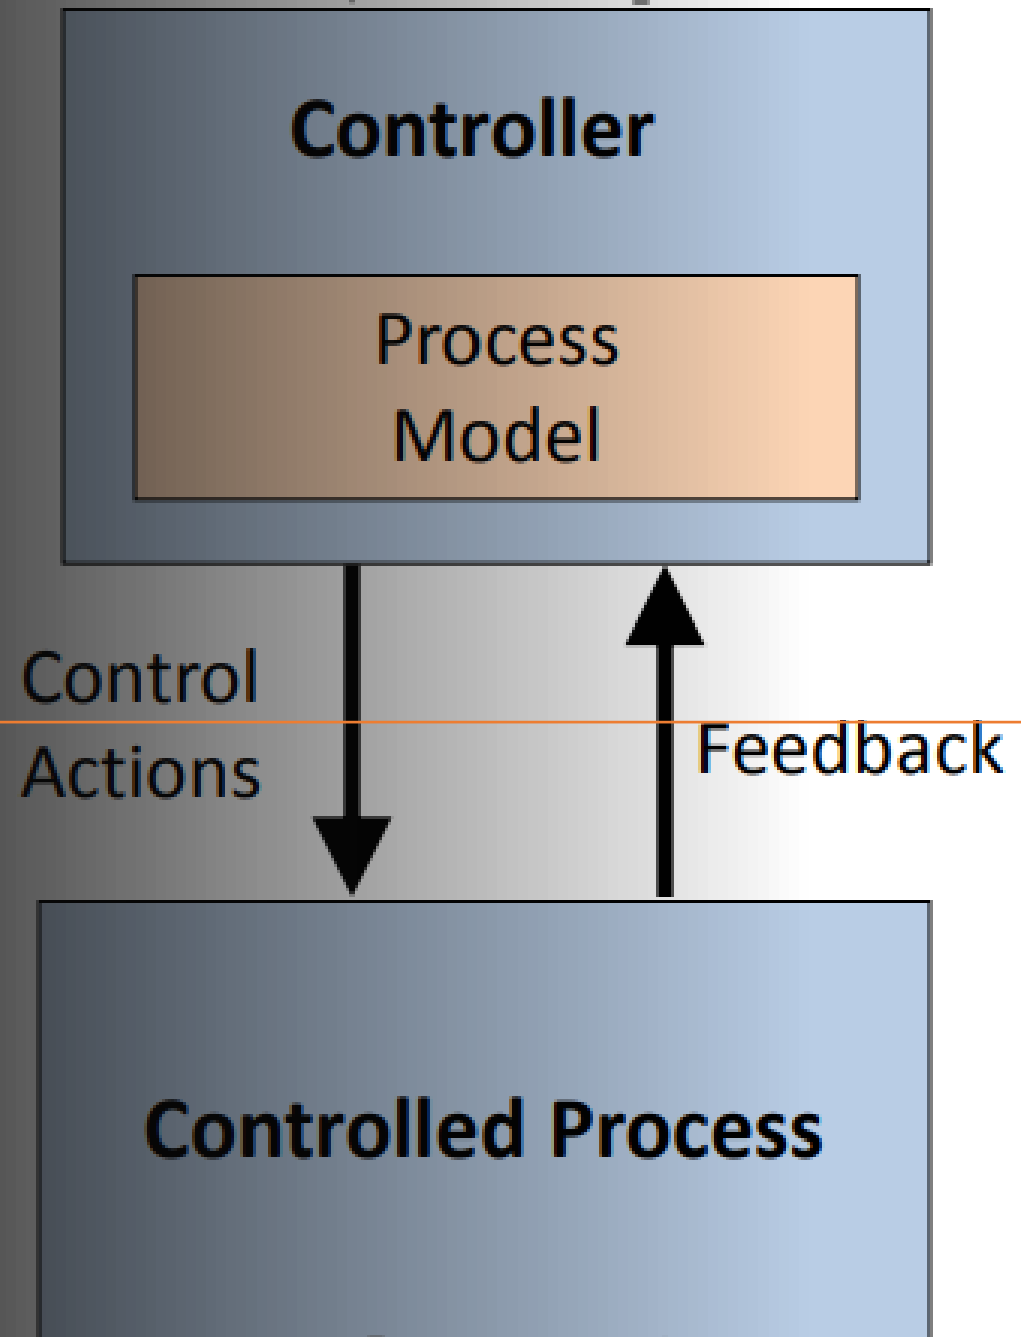 Controller
Process
Model
Control
Actions
Feedback
Controlled Process